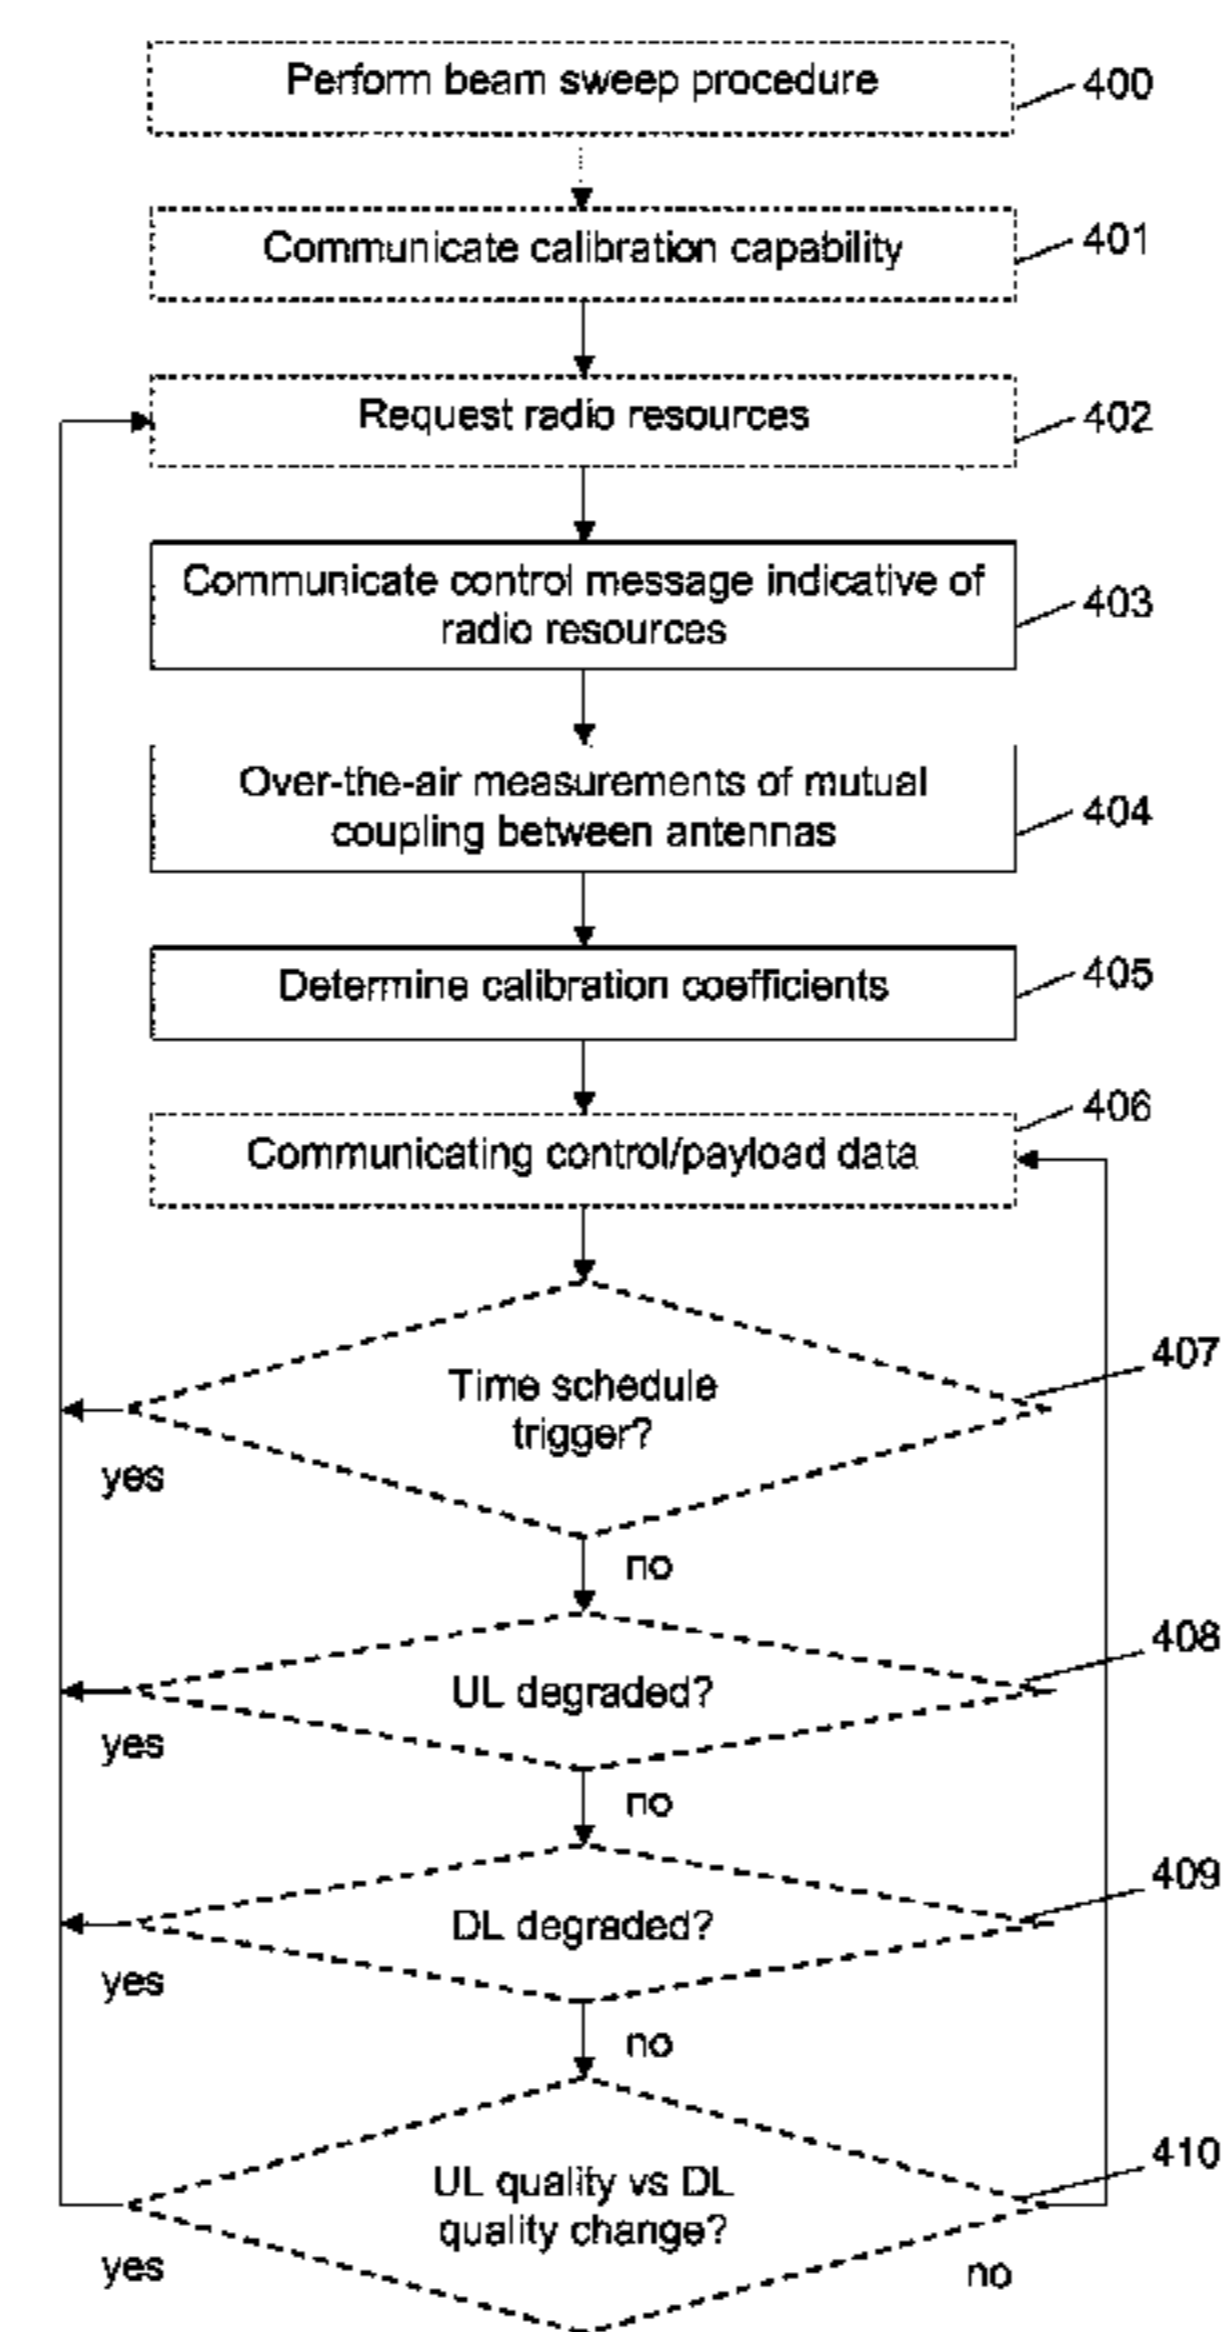 Perform beam sweep procedure
400
Communicate calibration capability
401
Request radio resources
402
Communicate control message indicative of
radio resources
403
Over-the-air measurements of mutual
coupling between antennas
404
Determine calibration coefficients
405
406
Communicating control/payload data
407
Time schedule
trigger?
yes
no
408
UL degraded?
yes
no
409
DL degraded?
yes
no
410
UL quality vs DL
quality change?
yes
no